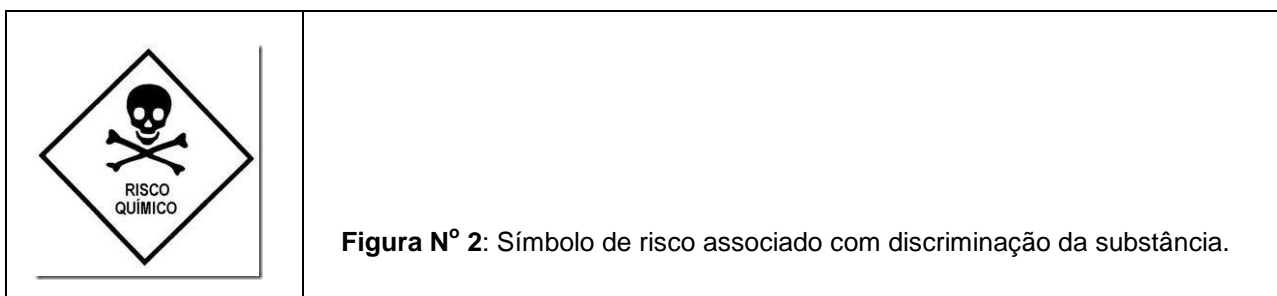 RISCO
QUÍMICO
Figura Nº 2: Símbolo de risco associado com discriminação da substância.